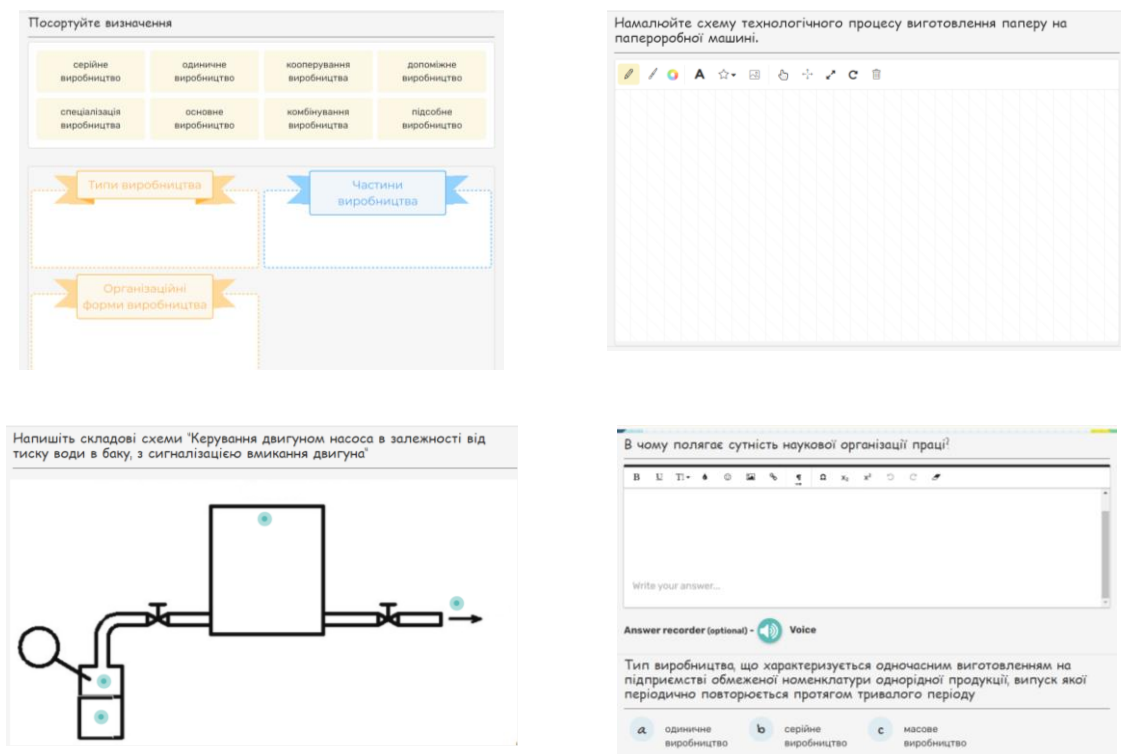 Посортуйте визначення
серійне
виробництво
одиничне
виробництво
кооперування
виробництва
допоміжне
виробництво
спеціалізація
виробництва
основне
виробництво
комбінування
виробництва
підсобне
виробництво
Типи виробництва
Частини
виробництва
Організаційні
форми виробництва
Намалюйте схему технологічного процесу виготовлення паперу на
папероробної машині.
A
Напишіть складові схеми "Керування двигуном насоса в залежності від
тиску води в баку, з сигналізацією вмикання двигуна"
В чому полягає сутність наукової організації праці?
B U TI Ω x₂ x²
Write your answer...
Answer recorder (optional) - Voice
Тип виробництва, що характеризується одночасним виготовленням на
підприємстві обмеженої номенклатури однорідної продукції, випуск якої
періодично повторюється протягом тривалого періоду
a одиничне
виробництво
b серійне
виробництво
c масове
виробництво